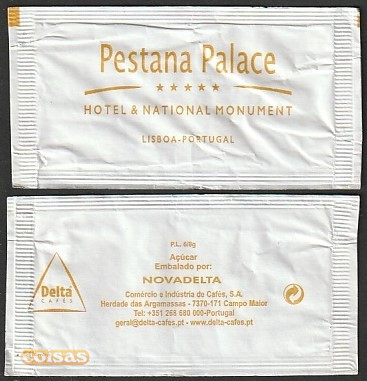 Pestana Palace
★★★★★
HOTEL & NATIONAL MONUMENT
LISBOA-PORTUGAL
P.L. 6/8g
Açúcar
Embalado por:
NOVADELTA
Comércio e Indústria de Cafés, S.A.
Herdade das Argamassas - 7370-171 Campo Maior
Tel: +351 268 680 000-Portugal
geral@delta-cafes.pt - www.delta-cafes.pt
Delta
CAFÉS
coisas